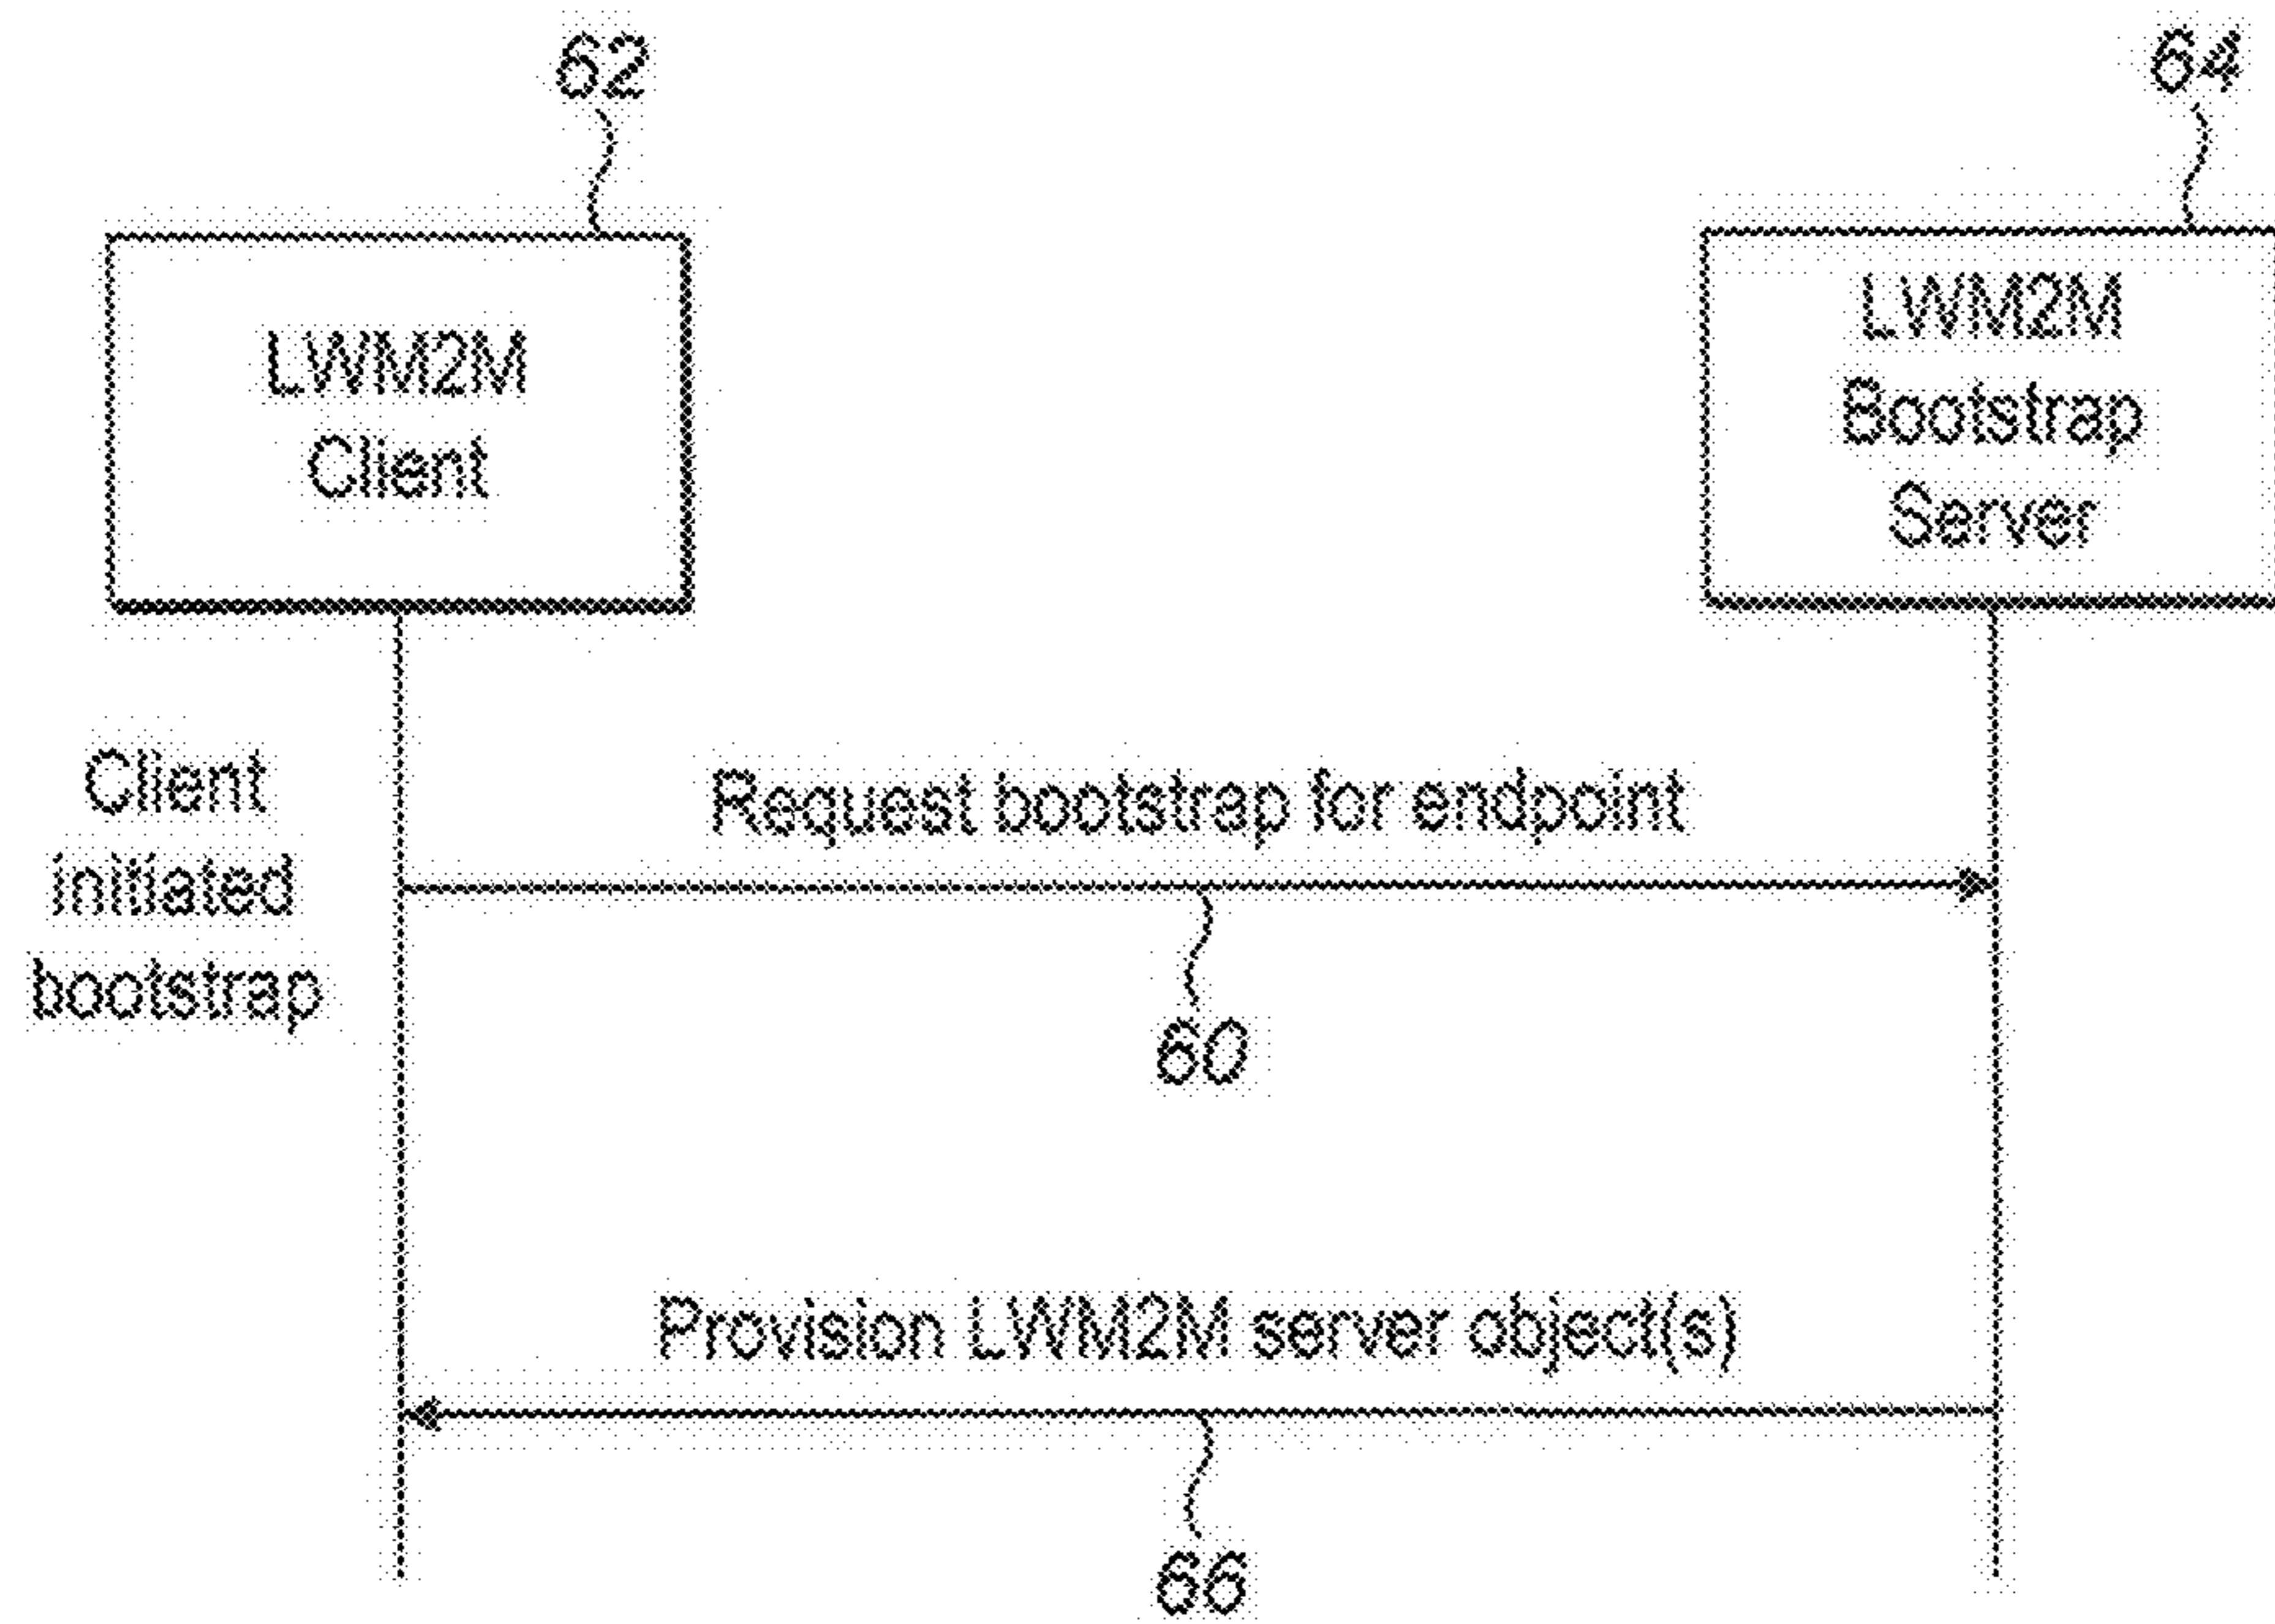 62
64
LWM2M
Client
LWM2M
Bootstrap
Server
Client
initiated
bootstrap
Request bootstrap for endpoint
60
Provision LWM2M server object(s)
66